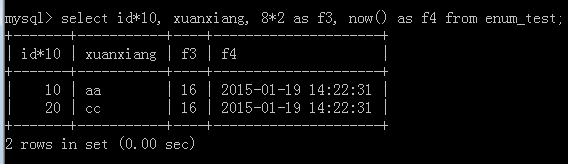 mysql> select id*10, xuanxiang, 8*2 as f3, now() as f4 from enum_test;
+-------+-----------+----+---------------------+
| id*10 | xuanxiang | f3 | f4                  |
+-------+-----------+----+---------------------+
|    10 | aa        | 16 | 2015-01-19 14:22:31 |
|    20 | cc        | 16 | 2015-01-19 14:22:31 |
+-------+-----------+----+---------------------+
2 rows in set (0.00 sec)